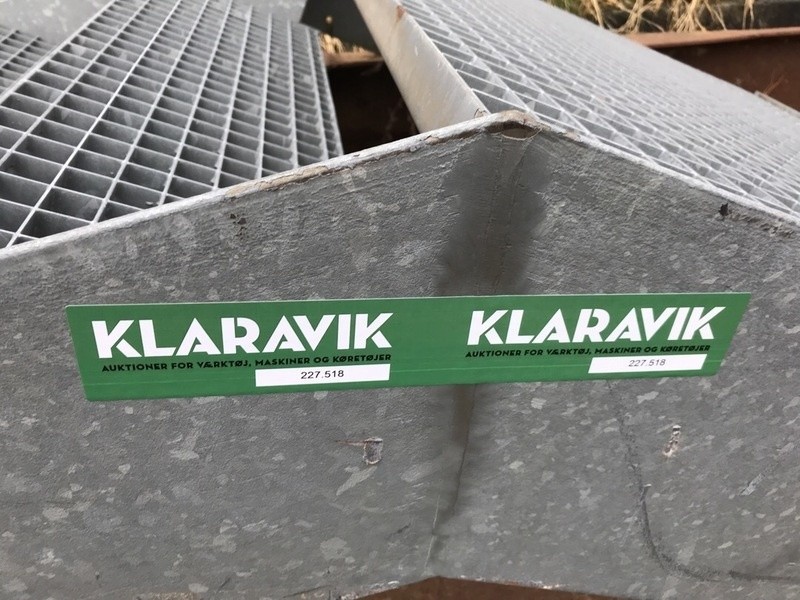 KLARAVIK
AUKTIONER FOR VÆRKTØJ, MASKINER OG KØRETØJER
227.518
KLARAVIK
AUKTIONER FOR VÆRKTØJ, MASKINER OG KØRETØJER
227.518